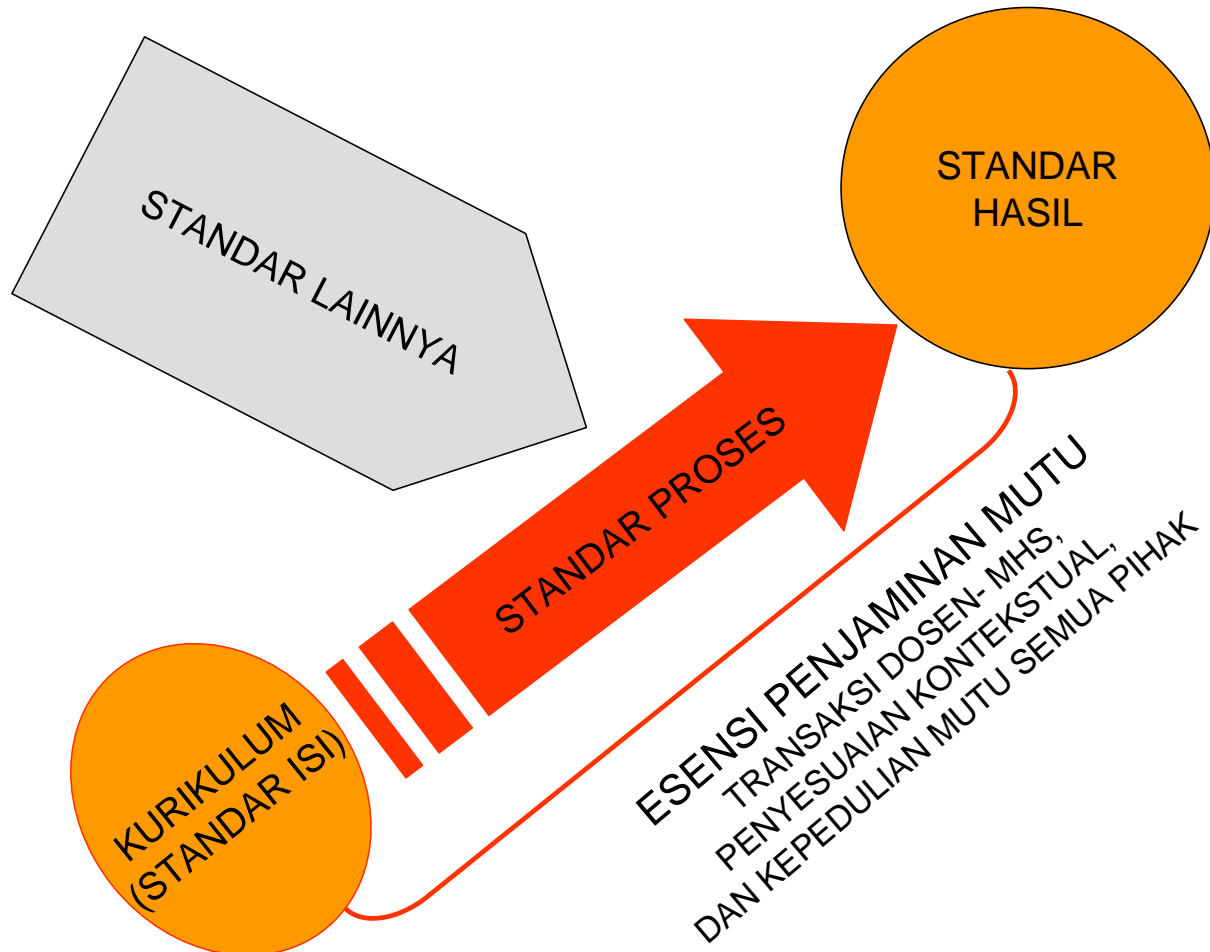 STANDAR
HASIL
STANDAR LAINNYA
STANDAR PROSES
KURIKULUM
(STANDAR ISI)
ESENSI PENJAMINAN MUTU
TRANSAKSI DOSEN- MHS,
PENYESUAIAN KONTEKSTUAL,
DAN KEPEDULIAN MUTU SEMUA PIHAK